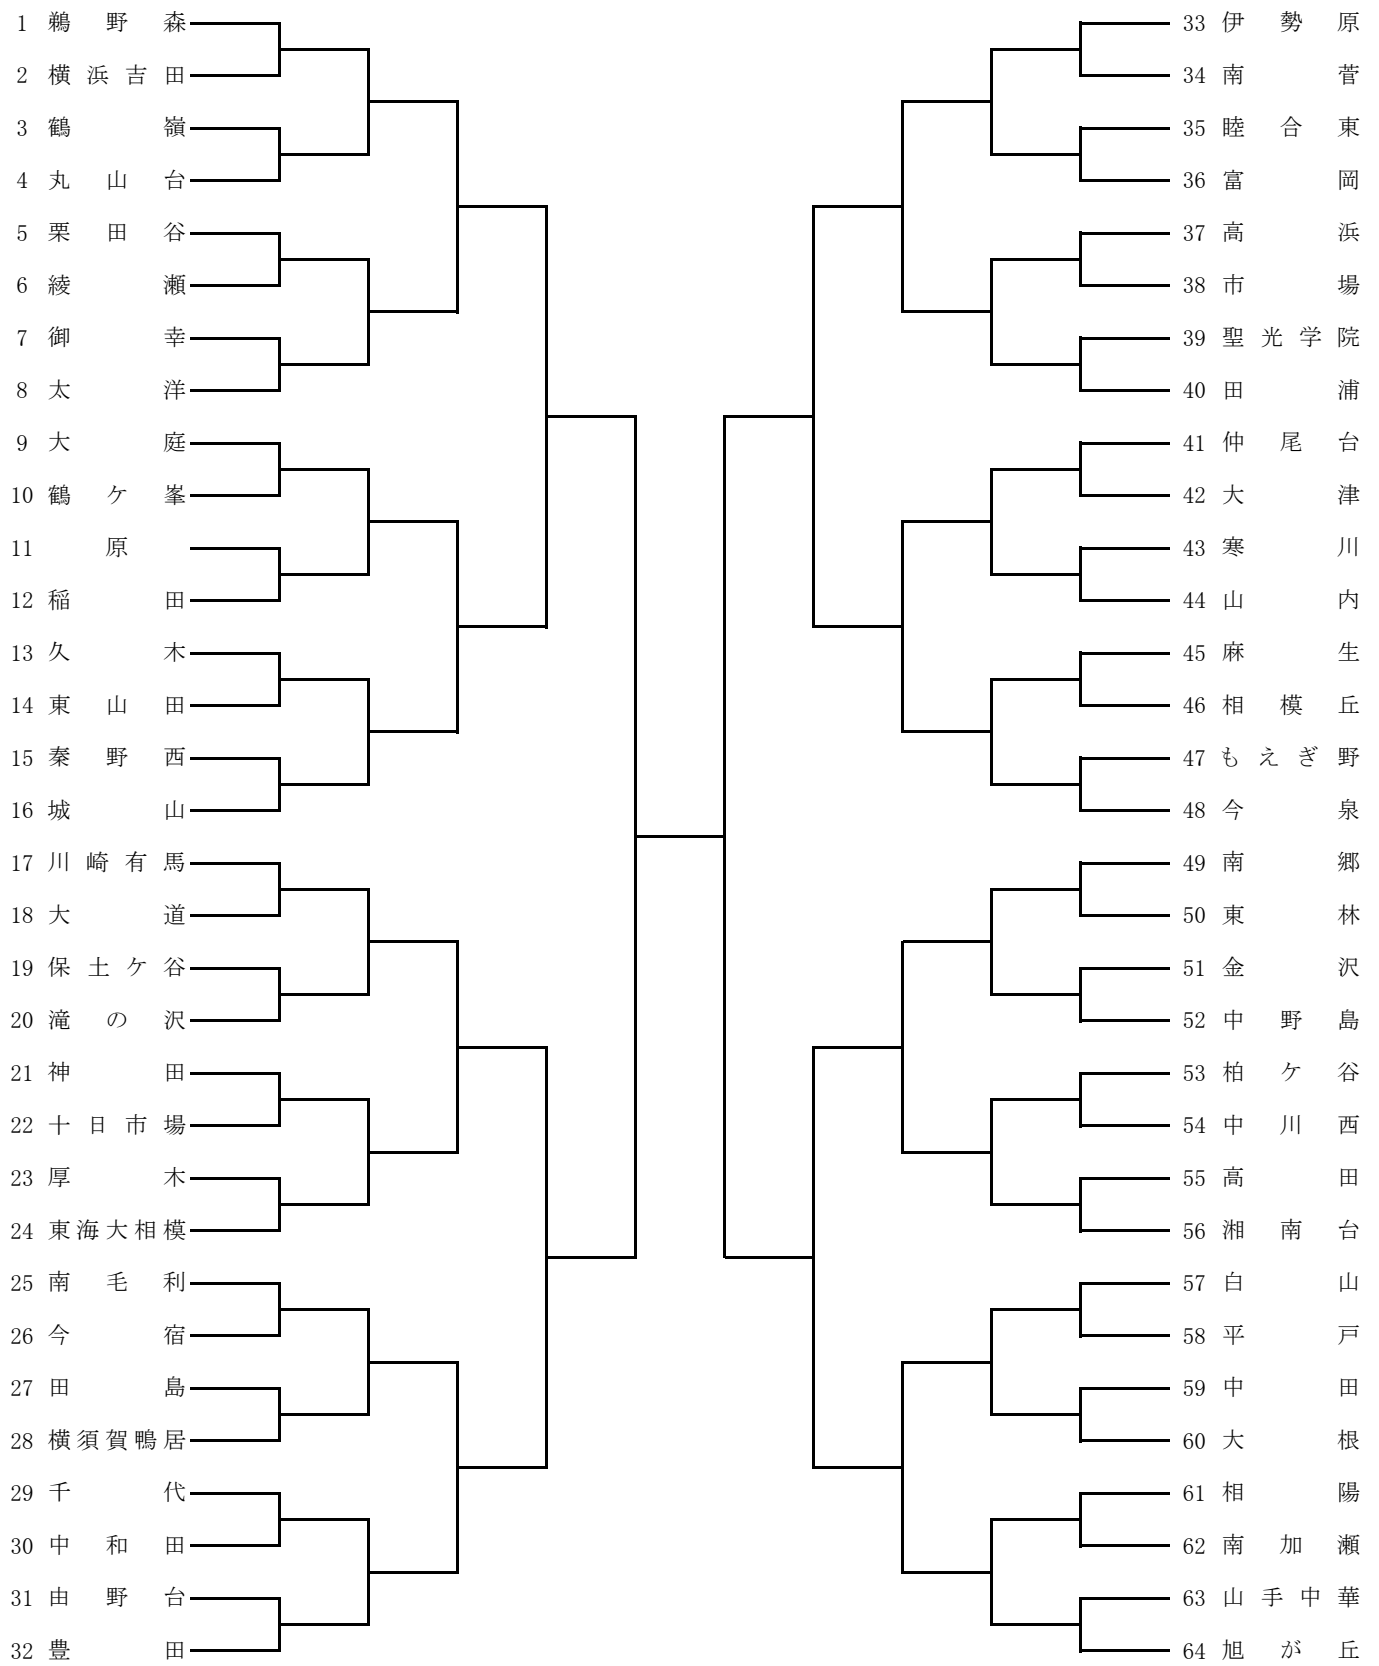 1 鵜野森
2 横浜吉田
3 鶴嶺
4 丸山台
5 栗田谷
6 綾瀬
7 御幸
8 太洋
9 大庭
10 鶴ケ峯
11 原
12 稲田
13 久木
14 東山田
15 秦野西
16 城山
17 川崎有馬
18 大道
19 保土ケ谷
20 滝の沢
21 神田
22 十日市場
23 厚木
24 東海大相模
25 南毛利
26 今宿
27 田島
28 横須賀鴨居
29 千代
30 中和田
31 由野台
32 豊田
33 伊勢原
34 南菅
35 睦合東
36 富岡
37 高浜
38 市場
39 聖光学院
40 田浦
41 仲尾台
42 大津
43 寒川
44 山内
45 麻生
46 相模丘
47 もえぎ野
48 今泉
49 南郷
50 東林
51 金沢
52 中野島
53 柏ケ谷
54 中川西
55 高田
56 湘南台
57 白山
58 平戸
59 中田
60 大根
61 相陽
62 南加瀬
63 山手中華
64 旭が丘